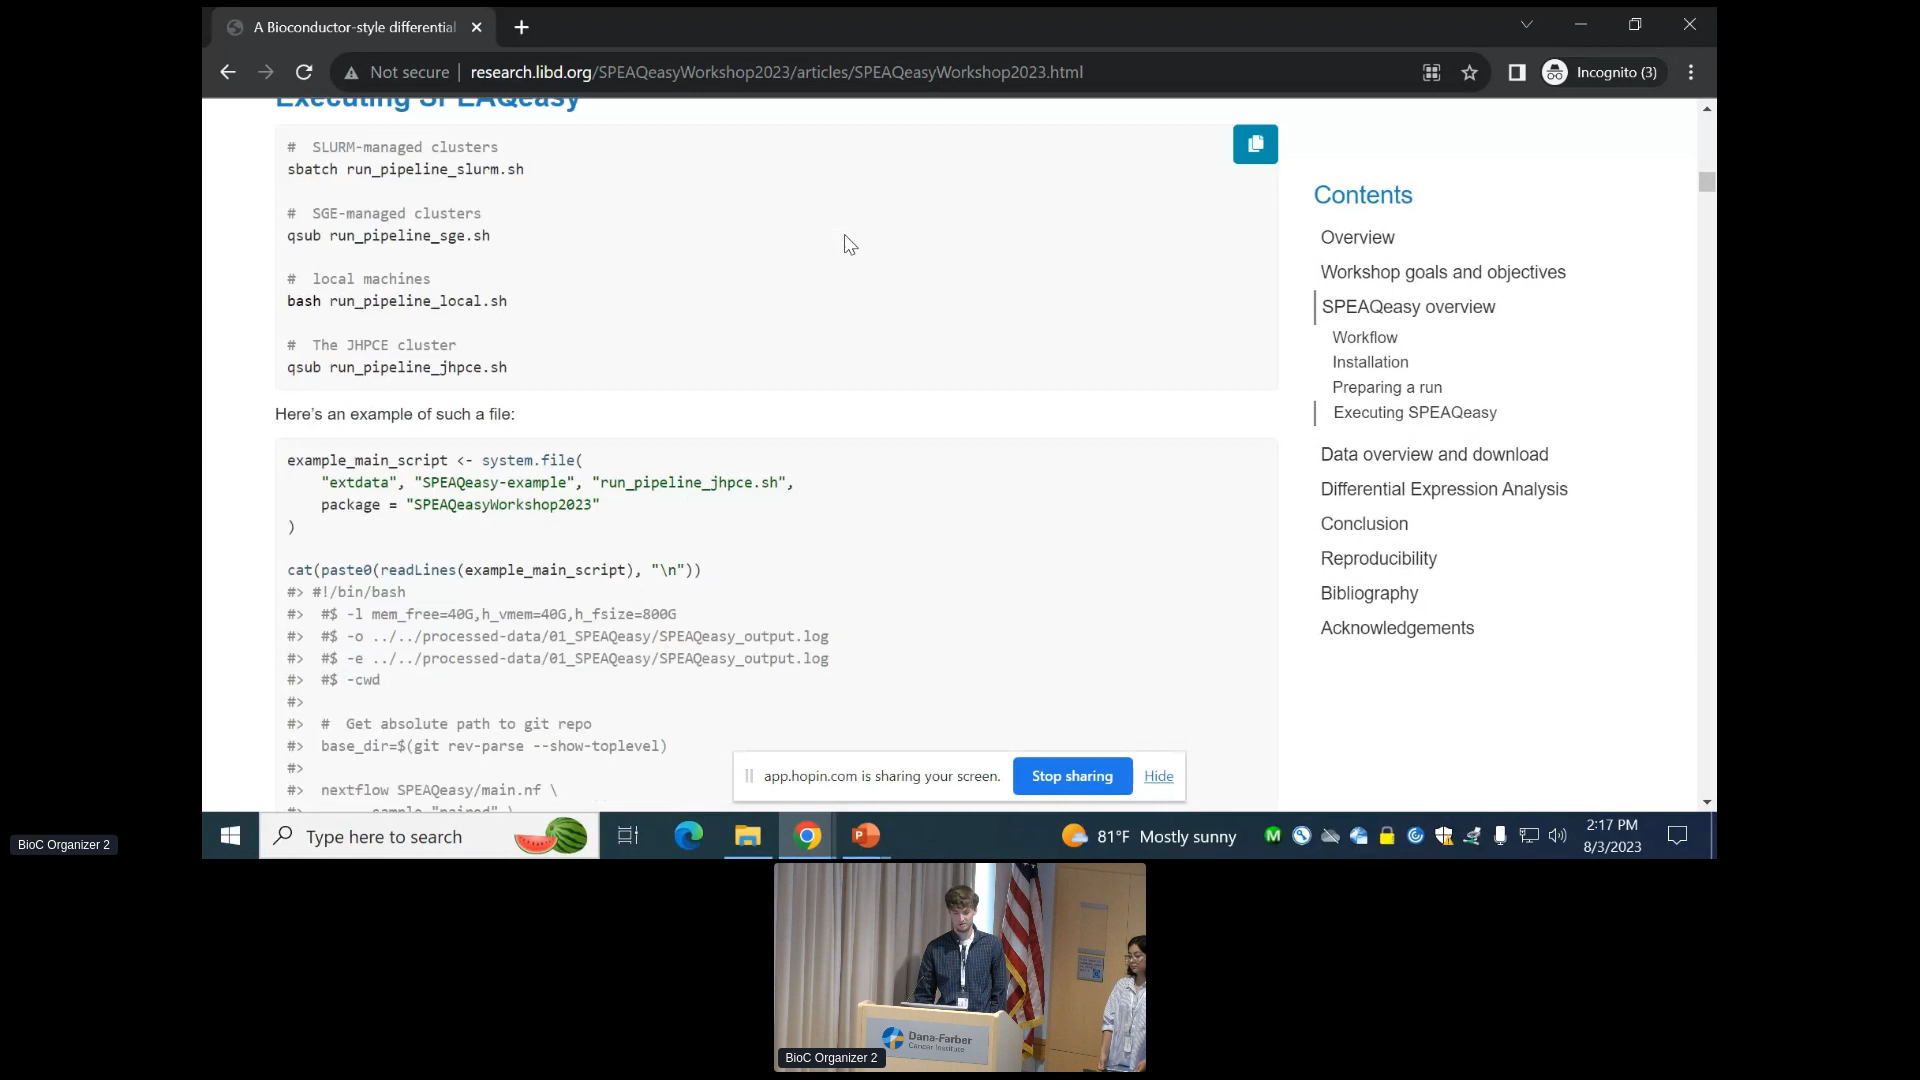 A Bioconductor-style differential
Not secure
research.libd.org/SPEAQeasyWorkshop2023/articles/SPEAQeasyWorkshop2023.html
Incognito (3)
Executing SPEAQeasy
# SLURM-managed clusters
sbatch run_pipeline_slurm.sh
# SGE-managed clusters
qsub run_pipeline_sge.sh
# local machines
bash run_pipeline_local.sh
# The JHPCE cluster
qsub run_pipeline_jhpce.sh
Here's an example of such a file:
example_main_script <- system.file(
"extdata", "SPEAQeasy-example", "run_pipeline_jhpce.sh",
package = "SPEAQeasyWorkshop2023"
)
cat(paste0(readLines(example_main_script), "\n"))
#> #!/bin/bash
#> #$ -l mem_free=40G,h_vmem=40G,h_fsize=800G
#> #$ -o ../../processed-data/01_SPEAQeasy/SPEAQeasy_output.log
#> #$ -e ../../processed-data/01_SPEAQeasy/SPEAQeasy_output.log
#> #$ -cwd
#>
#> # Get absolute path to git repo
#> base_dir=$(git rev-parse --show-toplevel)
#>
#> nextflow SPEAQeasy/main.nf \
#> --sample "paired" \
Contents
Overview
Workshop goals and objectives
SPEAQeasy overview
Workflow
Installation
Preparing a run
Executing SPEAQeasy
Data overview and download
Differential Expression Analysis
Conclusion
Reproducibility
Bibliography
Acknowledgements
app.hopin.com is sharing your screen.
Stop sharing
Hide
Type here to search
81°F Mostly sunny
2:17 PM
8/3/2023
BioC Organizer 2
Dana-Farber
Cancer Institute
BioC Organizer 2